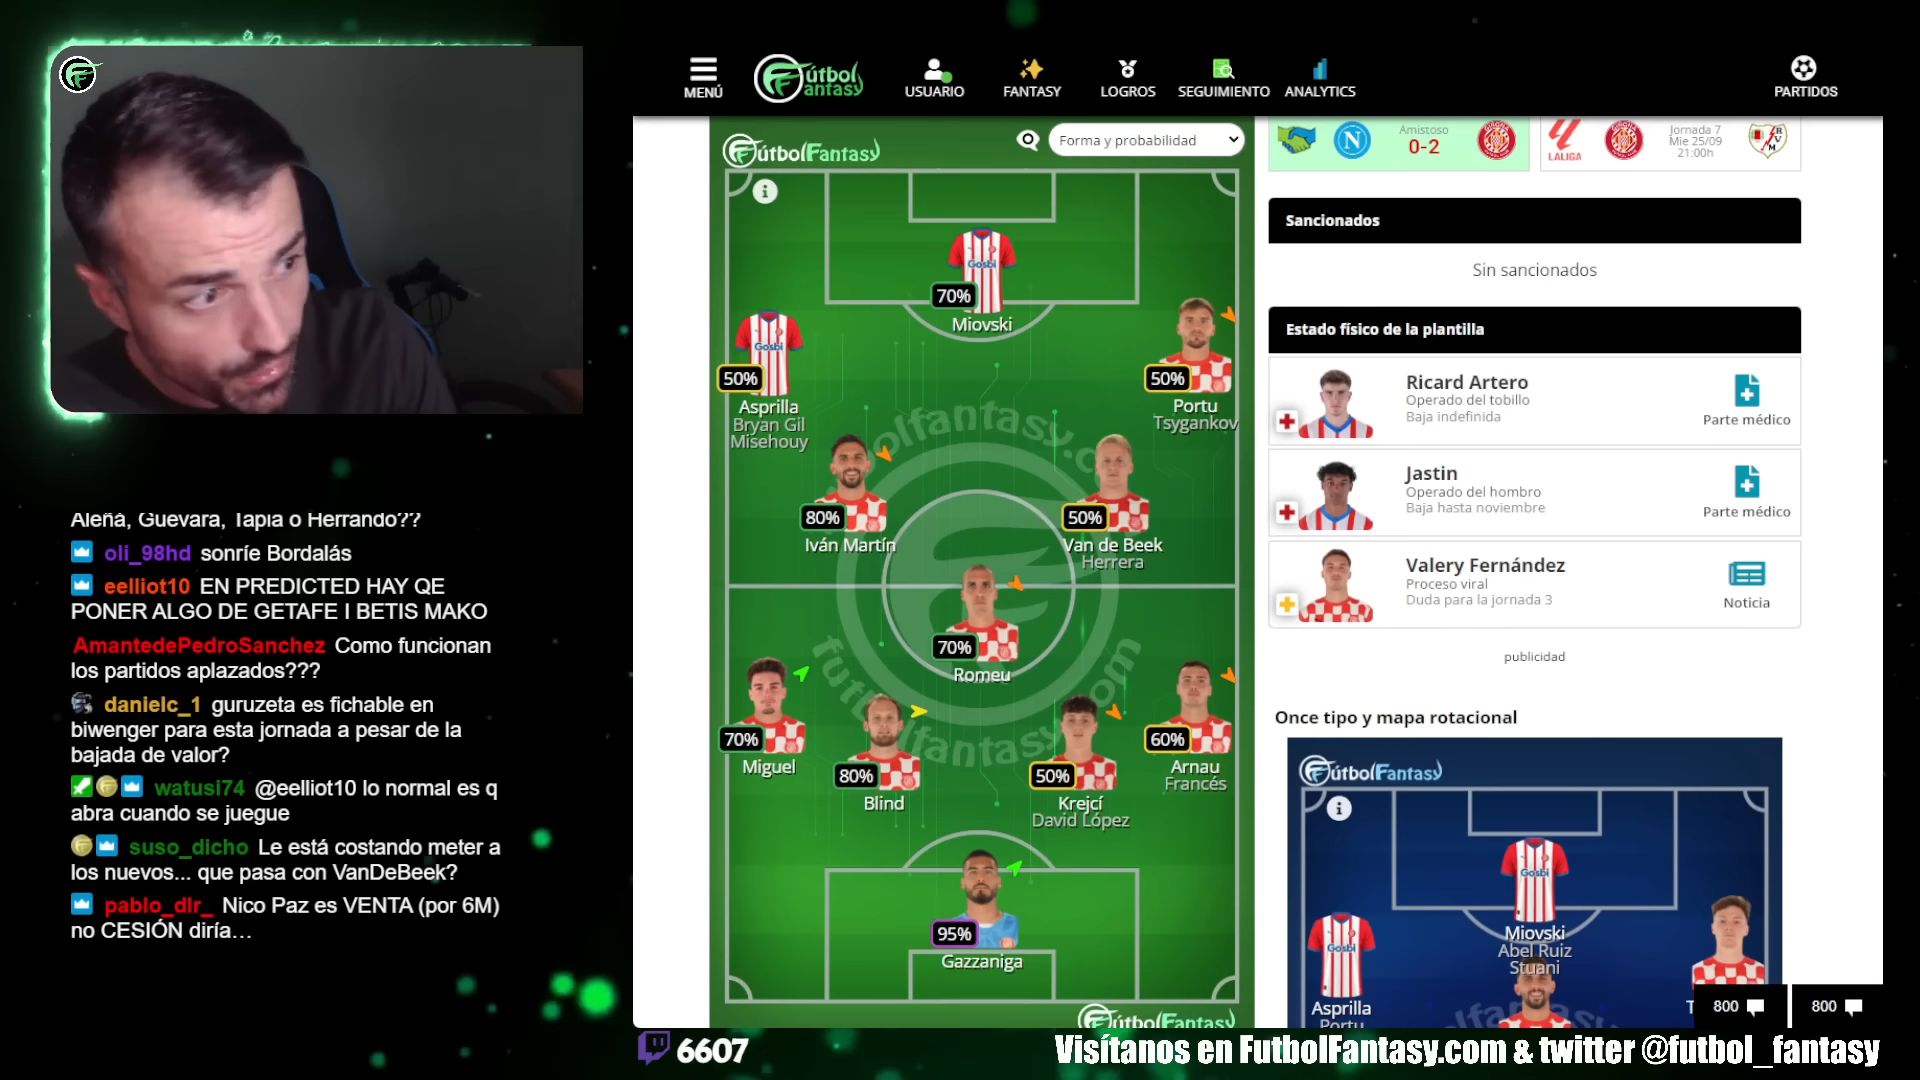 MENÚ
Fútbol Fantasy
USUARIO
FANTASY
LOGROS
SEGUIMIENTO
ANALYTICS
PARTIDOS
FútbolFantasy
Forma y probabilidad
Amistoso
0-2
LALIGA
Jornada 7
Mie 25/09
21:00h
Sancionados
Sin sancionados
Estado físico de la plantilla
Ricard Artero
Operado del tobillo
Baja indefinida
Parte médico
Jastin
Operado del hombro
Baja hasta noviembre
Parte médico
Valery Fernández
Proceso viral
Duda para la jornada 3
Noticia
publicidad
Once tipo y mapa rotacional
FútbolFantasy
Gosbi
Miovski
Abel Ruiz
Stuani
Gosbi
Asprilla
Portu
T
800
800
Gosbi
70%
Miovski
Gosbi
50%
Asprilla
Bryan Gil
Misehouy
50%
Portu
Tsygankov
80%
Iván Martín
50%
Van de Beek
Herrera
70%
Romeu
70%
Miguel
80%
Blind
50%
Krejcí
David López
60%
Arnau
Francés
95%
Gazzaniga
FútbolFantasy
Aleñá, Guevara, Tapia o Herrando??
oli_98hd sonríe Bordalás
eelliot10 EN PREDICTED HAY QE
PONER ALGO DE GETAFE I BETIS MAKO
AmantedePedroSanchez Como funcionan
los partidos aplazados???
danielc_1 guruzeta es fichable en
biwenger para esta jornada a pesar de la
bajada de valor?
watusi74 @eelliot10 lo normal es q
abra cuando se juegue
suso_dicho Le está costando meter a
los nuevos... que pasa con VanDeBeek?
pablo_dlr_ Nico Paz es VENTA (por 6M)
no CESIÓN diría…
6607
Visítanos en FutbolFantasy.com & twitter @futbol_fantasy